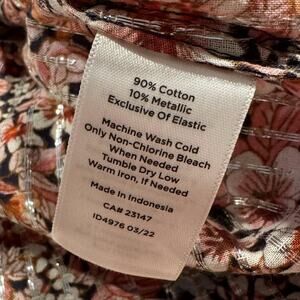 90% Cotton
10% Metallic
Exclusive Of Elastic
Machine Wash Cold
Only Non-Chlorine Bleach
When Needed
Tumble Dry Low
Warm Iron, If Needed
Made In Indonesia
CA# 23147
ID4976 03/22